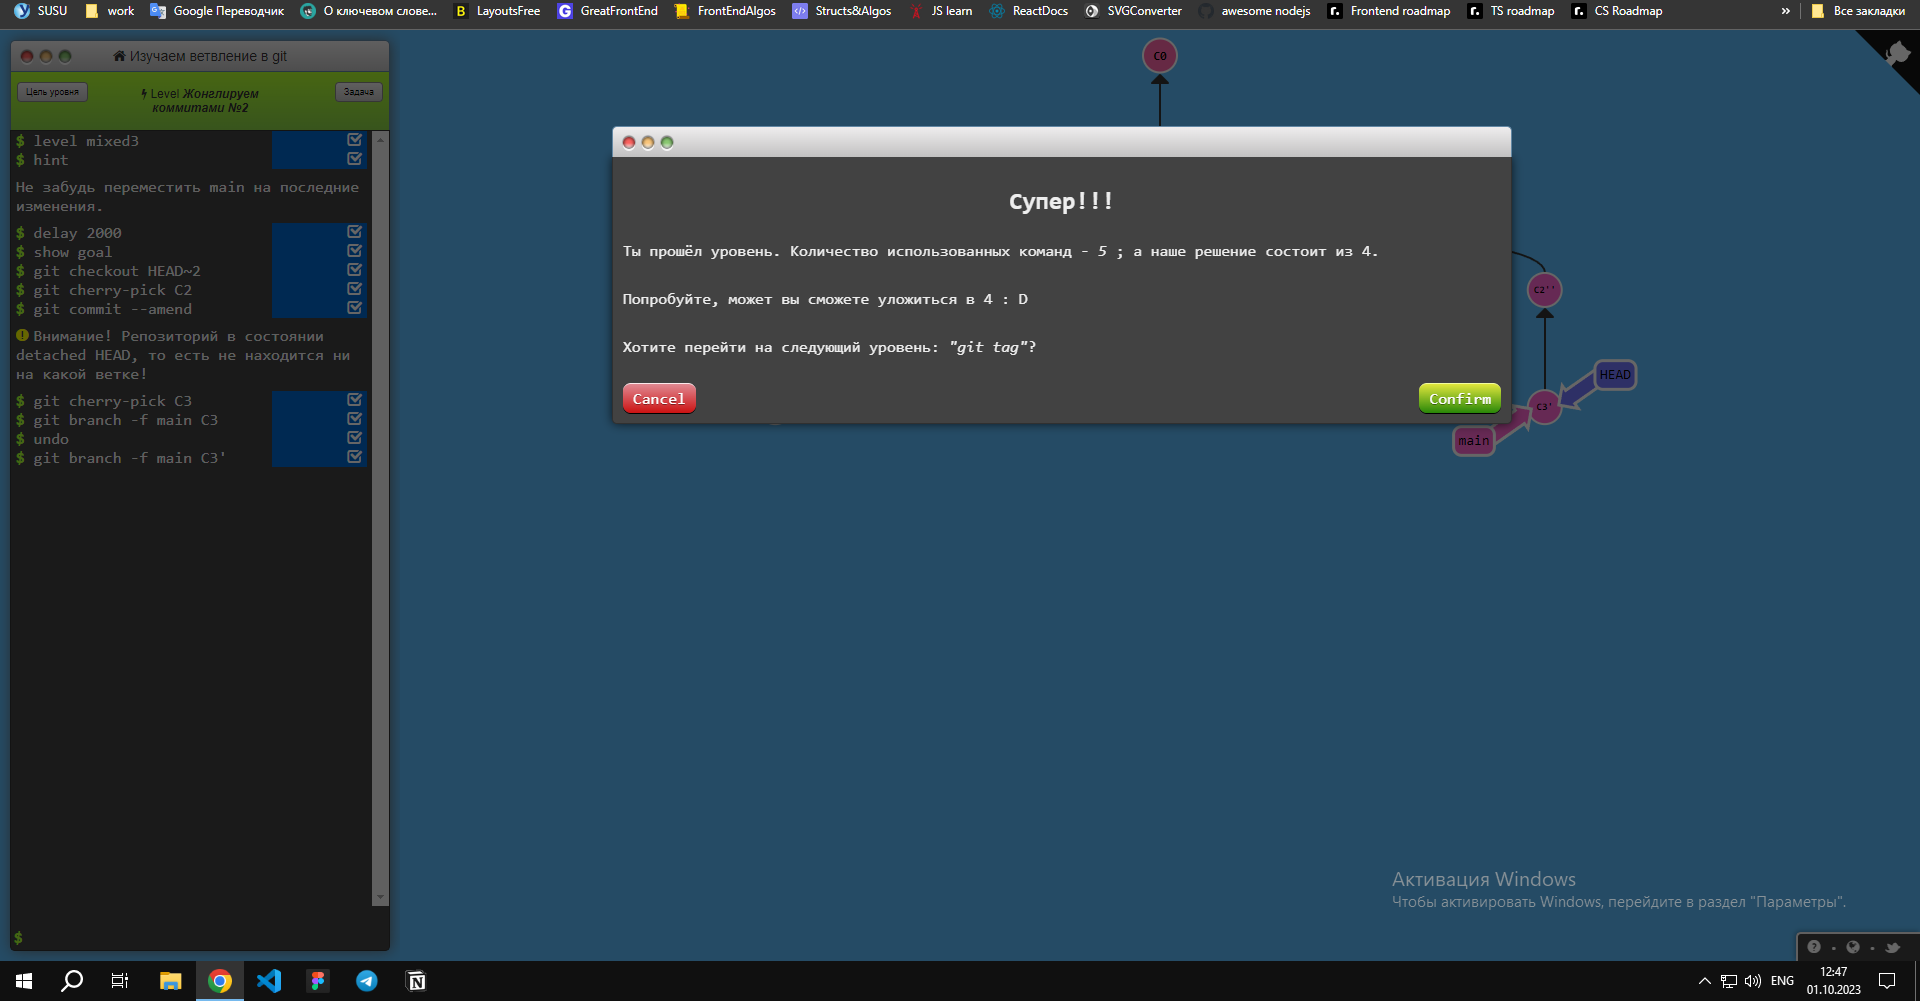 SUSU work Google Переводчик О ключевом слове... LayoutsFree GreatFrontEnd FrontEndAlgos Structs&Algos JS learn ReactDocs SVGConverter awesome nodejs Frontend roadmap TS roadmap CS Roadmap » Все закладки
Изучаем ветвление в git
Цель уровня
Level Жонглируем
коммитами №2
Задача
$ level mixed3
$ hint
Не забудь переместить main на последние
изменения.
$ delay 2000
$ show goal
$ git checkout HEAD~2
$ git cherry-pick C2
$ git commit --amend
Внимание! Репозиторий в состоянии
detached HEAD, то есть не находится ни
на какой ветке!
$ git cherry-pick C3
$ git branch -f main C3
$ undo
$ git branch -f main C3'
$
C0
Супер!!!
Ты прошёл уровень. Количество использованных команд - 5 ; а наше решение состоит из 4.
Попробуйте, может вы сможете уложиться в 4 : D
Хотите перейти на следующий уровень: "git tag"?
Cancel
Confirm
C2''
HEAD
C3'
main
Активация Windows
Чтобы активировать Windows, перейдите в раздел "Параметры".
ENG
12:47
01.10.2023